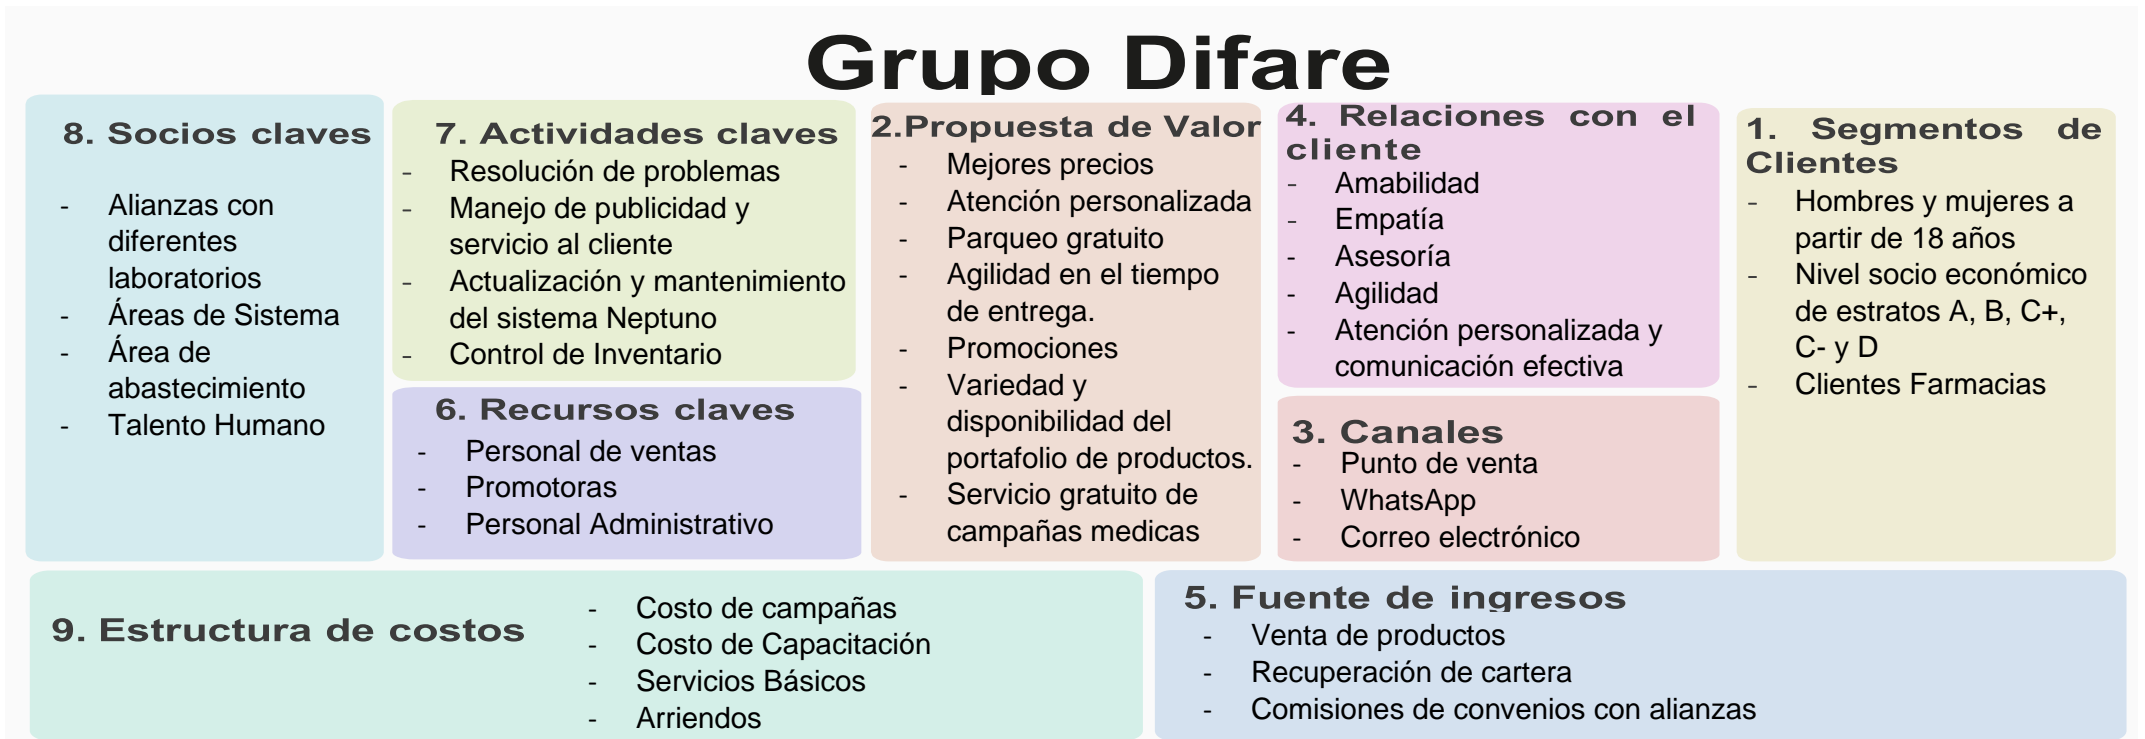 Grupo Difare
8. Socios claves
- Alianzas con
diferentes
laboratorios
- Áreas de Sistema
- Área de
abastecimiento
- Talento Humano
7. Actividades claves
- Resolución de problemas
- Manejo de publicidad y
servicio al cliente
- Actualización y mantenimiento
del sistema Neptuno
- Control de Inventario
6. Recursos claves
- Personal de ventas
- Promotoras
- Personal Administrativo
2.Propuesta de Valor
- Mejores precios
- Atención personalizada
- Parqueo gratuito
- Agilidad en el tiempo
de entrega.
- Promociones
- Variedad y
disponibilidad del
portafolio de productos.
- Servicio gratuito de
campañas medicas
4. Relaciones con el
cliente
- Amabilidad
- Empatía
- Asesoría
- Agilidad
- Atención personalizada y
comunicación efectiva
3. Canales
- Punto de venta
- WhatsApp
- Correo electrónico
1. Segmentos de
Clientes
- Hombres y mujeres a
partir de 18 años
- Nivel socio económico
de estratos A, B, C+,
C- y D
- Clientes Farmacias
9. Estructura de costos
- Costo de campañas
- Costo de Capacitación
- Servicios Básicos
- Arriendos
5. Fuente de ingresos
- Venta de productos
- Recuperación de cartera
- Comisiones de convenios con alianzas